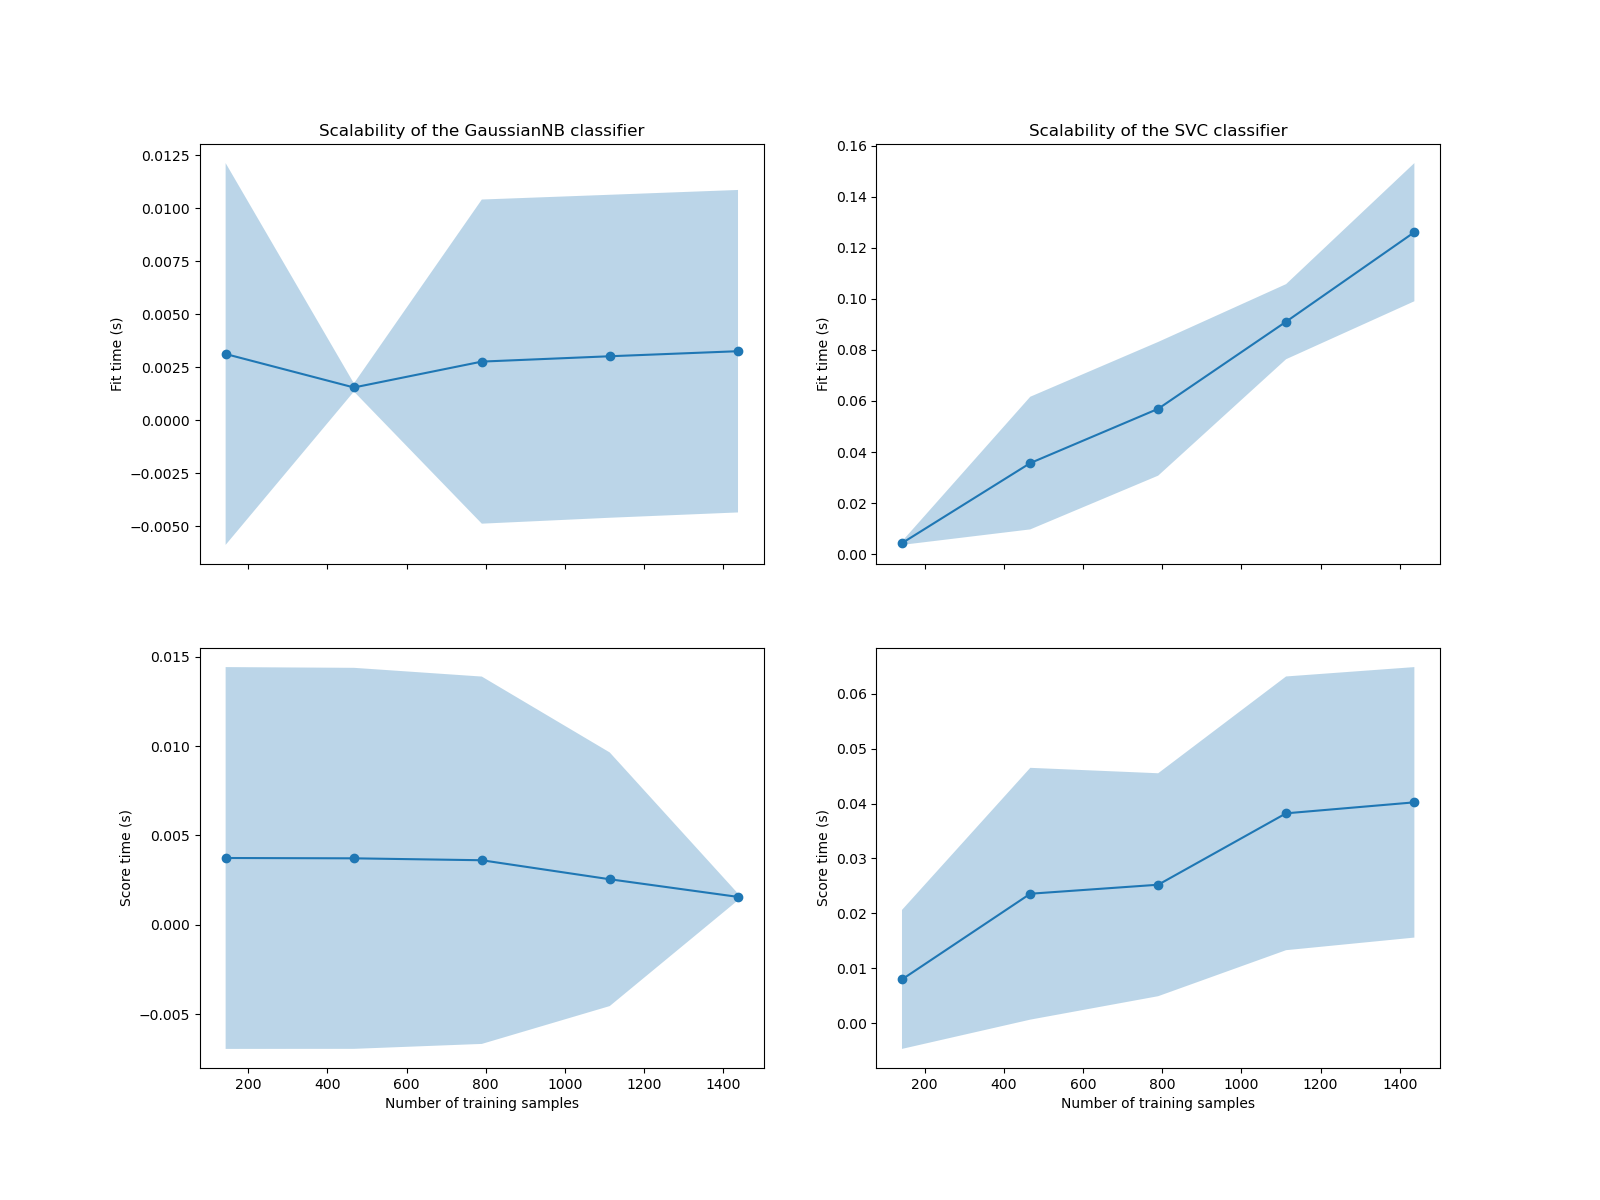 Scalability of the GaussianNB classifier
Fit time (s)
0.0125
0.0100
0.0075
0.0050
0.0025
0.0000
−0.0025
−0.0050
Scalability of the SVC classifier
Fit time (s)
0.16
0.14
0.12
0.10
0.08
0.06
0.04
0.02
0.00
Score time (s)
0.015
0.010
0.005
0.000
−0.005
200 400 600 800 1000 1200 1400
Number of training samples
Score time (s)
0.06
0.05
0.04
0.03
0.02
0.01
0.00
200 400 600 800 1000 1200 1400
Number of training samples